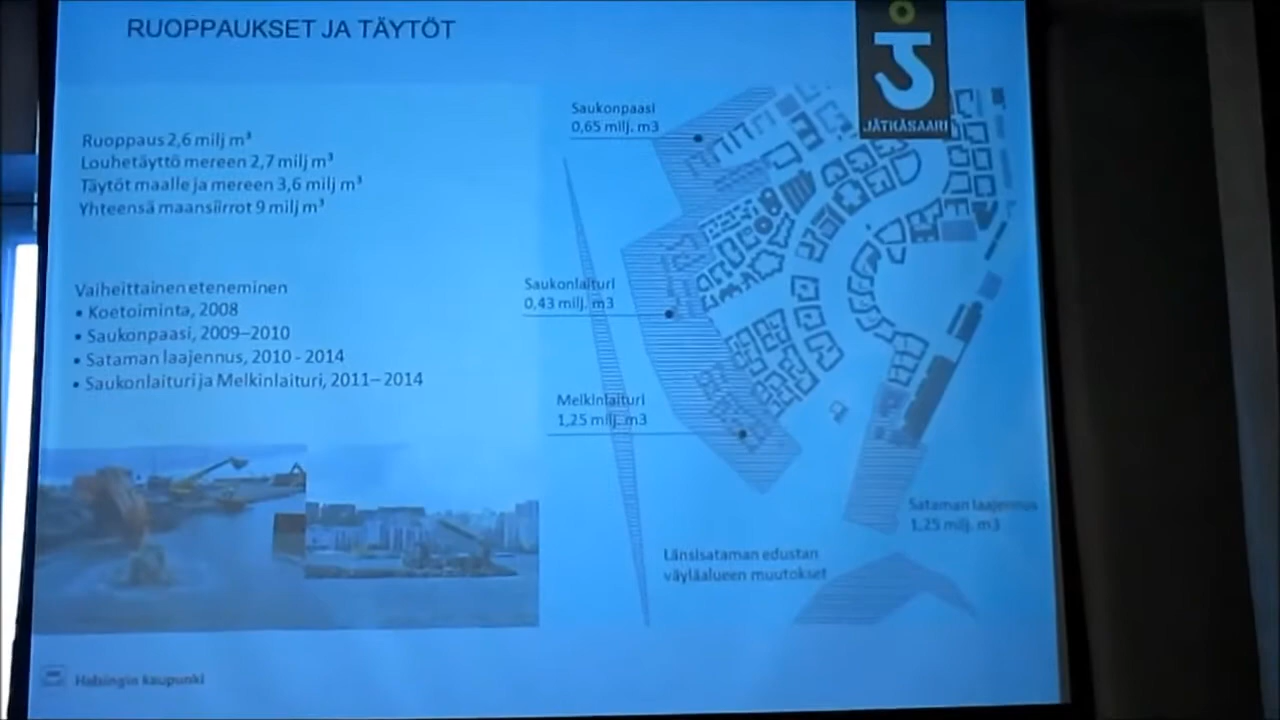 RUOPPAUKSET JA TÄYTÖT
JÄTKÄSAARI
Ruoppaus 2,6 milj m³
Louhetäyttö mereen 2,7 milj m³
Täytöt maalle ja mereen 3,6 milj m³
Yhteensä maansiirrot 9 milj m³
Vaiheittainen eteneminen
• Koetoiminta, 2008
• Saukonpaasi, 2009–2010
• Sataman laajennus, 2010 - 2014
• Saukonlaituri ja Melkinlaituri, 2011–2014
Saukonpaasi
0,65 milj. m3
Saukonlaituri
0,43 milj. m3
Melkinlaituri
1,25 milj. m3
Sataman laajennus
1,25 milj. m3
Länsisataman edustan
väyläalueen muutokset
Helsingin kaupunki